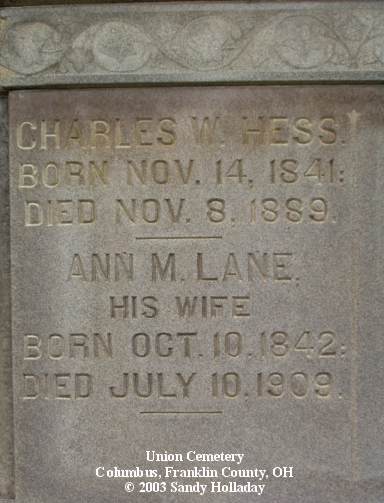 CHARLES W. HESS.
BORN NOV. 14, 1841:
DIED NOV. 8, 1889.
ANN M. LANE,
HIS WIFE
BORN OCT. 10, 1842:
DIED JULY 10, 1909.
Union Cemetery
Columbus, Franklin County, OH
© 2003 Sandy Holladay